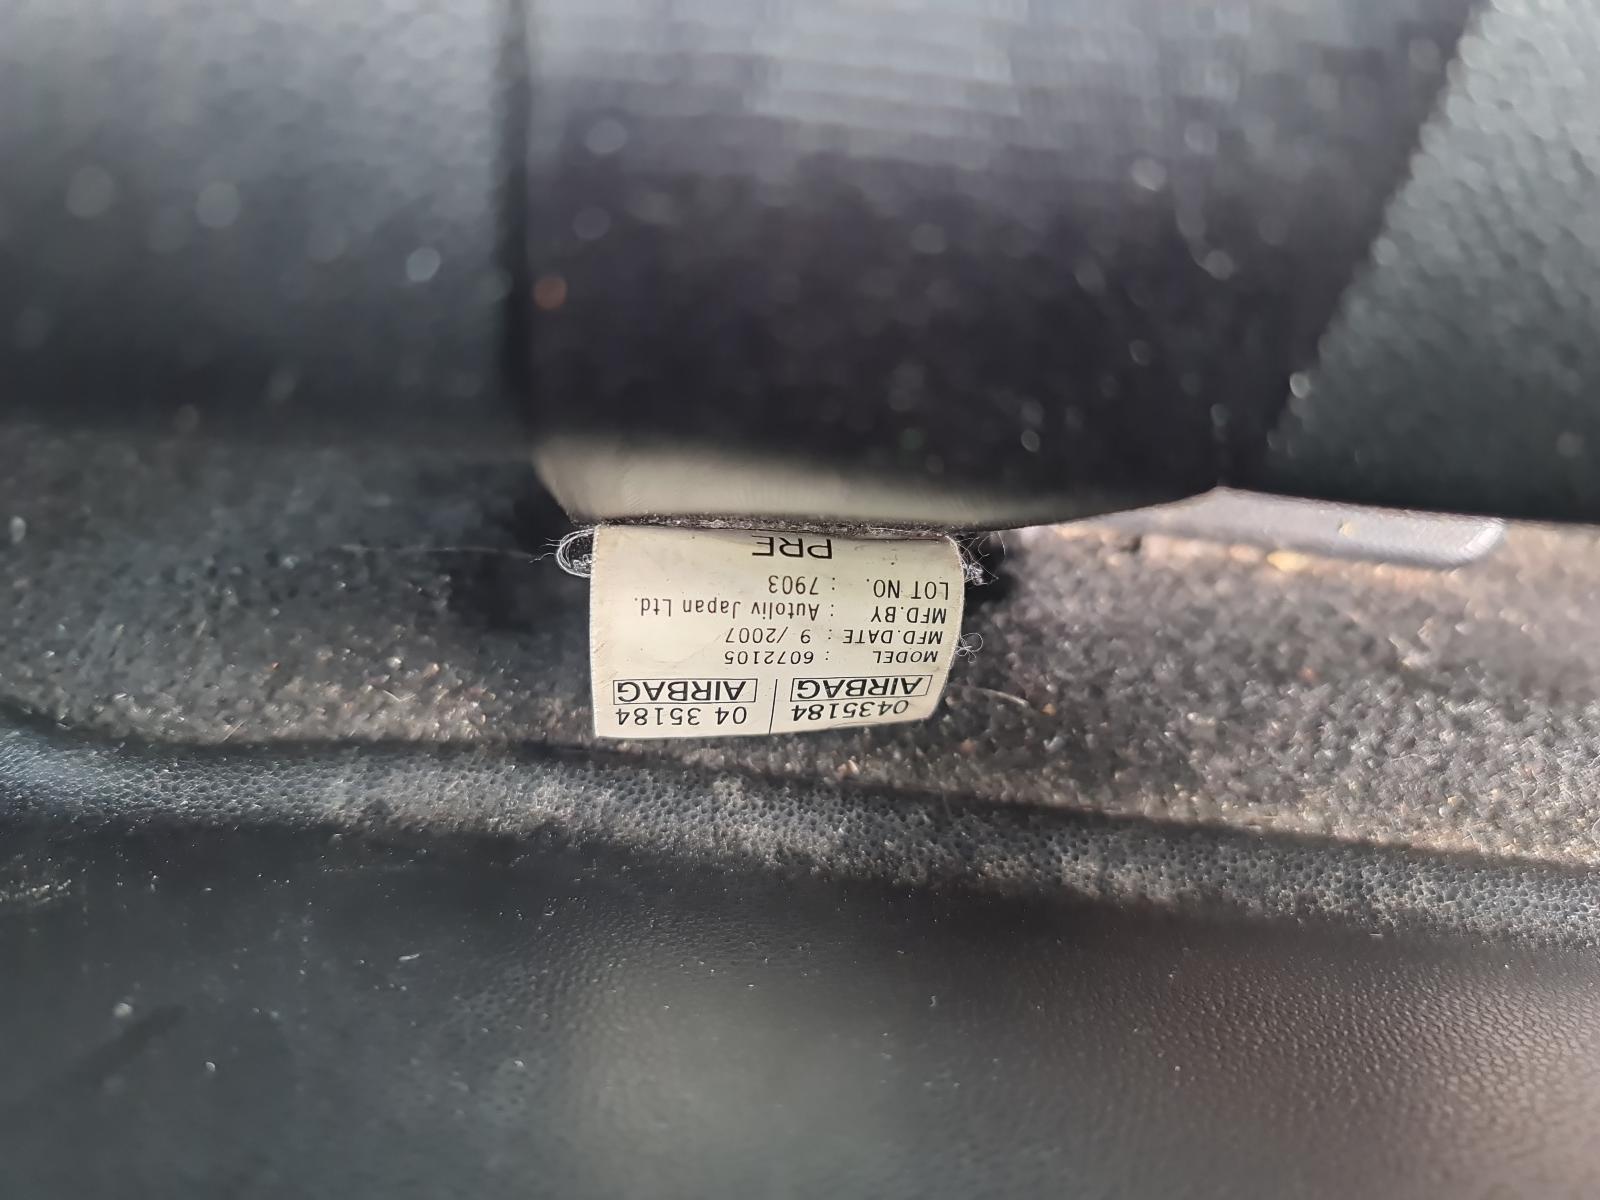 04 35184 | 0435184
AIRBAG | AIRBAG
MODEL : 6072105
MFD.DATE : 9 /2007
MFD.BY : Autoliv Japan Ltd.
LOT NO. : 7903
PRE